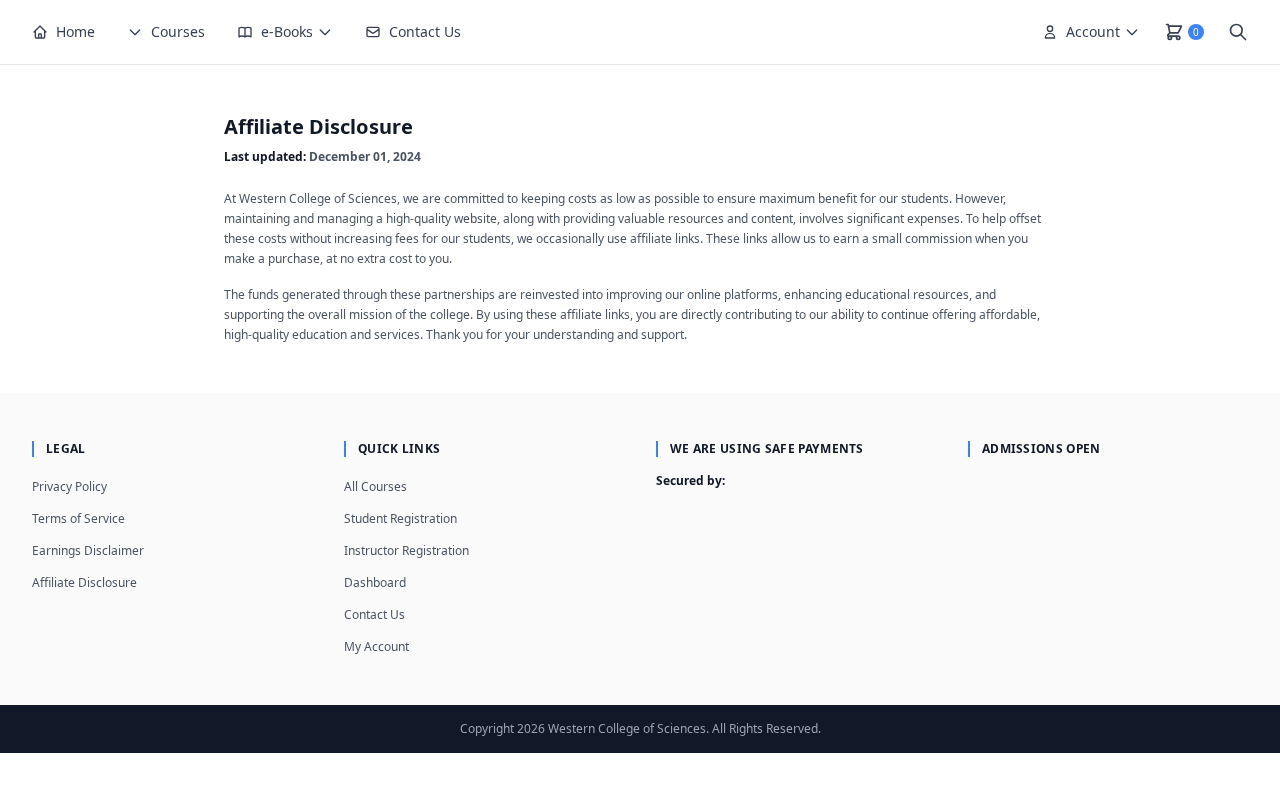 Home
Courses
e-Books
Contact Us
Account
0
Affiliate Disclosure
Last updated: December 01, 2024
At Western College of Sciences, we are committed to keeping costs as low as possible to ensure maximum benefit for our students. However,
maintaining and managing a high-quality website, along with providing valuable resources and content, involves significant expenses. To help offset
these costs without increasing fees for our students, we occasionally use affiliate links. These links allow us to earn a small commission when you
make a purchase, at no extra cost to you.
The funds generated through these partnerships are reinvested into improving our online platforms, enhancing educational resources, and
supporting the overall mission of the college. By using these affiliate links, you are directly contributing to our ability to continue offering affordable,
high-quality education and services. Thank you for your understanding and support.
LEGAL
Privacy Policy
Terms of Service
Earnings Disclaimer
Affiliate Disclosure
QUICK LINKS
All Courses
Student Registration
Instructor Registration
Dashboard
Contact Us
My Account
WE ARE USING SAFE PAYMENTS
Secured by:
ADMISSIONS OPEN
Copyright 2026 Western College of Sciences. All Rights Reserved.